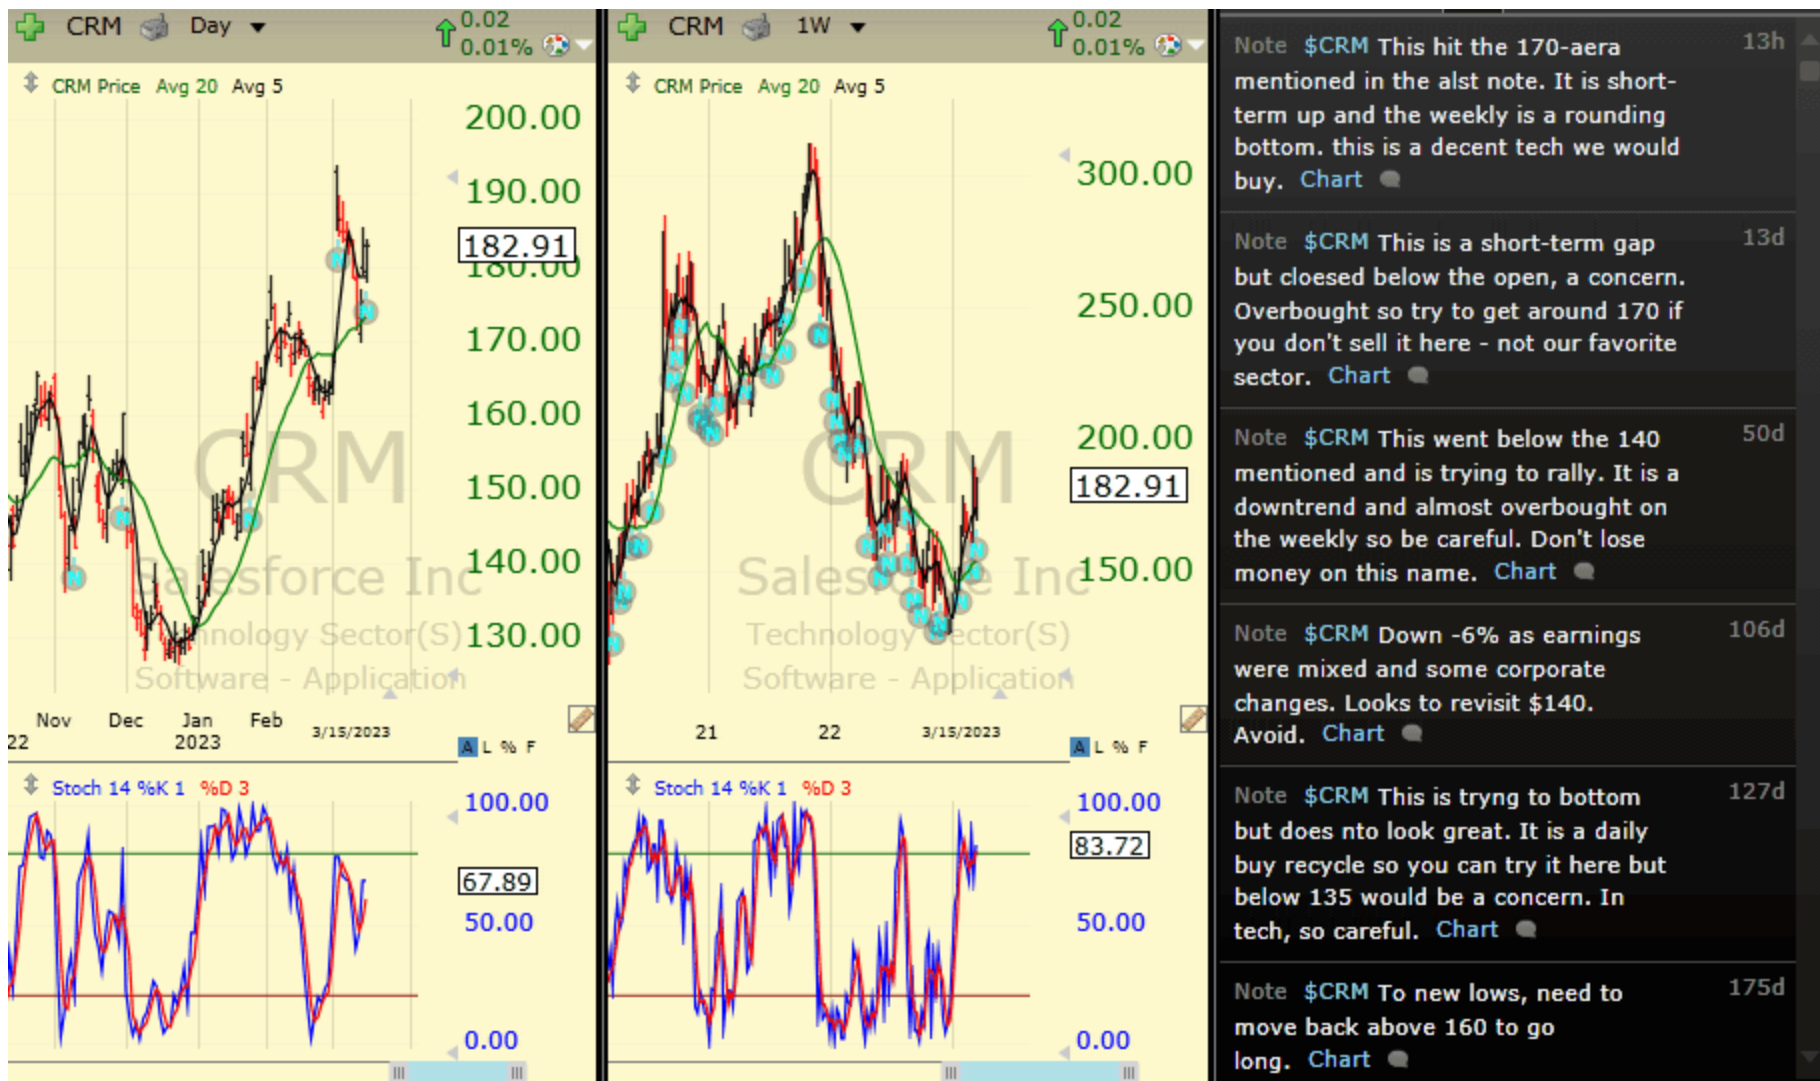 CRM Day 0.02
0.01%
CRM Price Avg 20 Avg 5
200.00
190.00
182.91
180.00
170.00
160.00
150.00
140.00
130.00
CRM
Salesforce Inc
Technology Sector(S)
Software - Application
Nov Dec Jan Feb 3/15/2023
22 2023
A L % F
Stoch 14 %K 1 %D 3
100.00
67.89
50.00
0.00
CRM 1W 0.02
0.01%
CRM Price Avg 20 Avg 5
300.00
250.00
200.00
182.91
150.00
CRM
Salesforce Inc
Technology Sector(S)
Software - Application
21 22 3/15/2023
A L % F
Stoch 14 %K 1 %D 3
100.00
83.72
50.00
0.00
Note $CRM This hit the 170-aera 13h
mentioned in the alst note. It is short-
term up and the weekly is a rounding
bottom. this is a decent tech we would
buy. Chart
Note $CRM This is a short-term gap 13d
but cloesed below the open, a concern.
Overbought so try to get around 170 if
you don't sell it here - not our favorite
sector. Chart
Note $CRM This went below the 140 50d
mentioned and is trying to rally. It is a
downtrend and almost overbought on
the weekly so be careful. Don't lose
money on this name. Chart
Note $CRM Down -6% as earnings 106d
were mixed and some corporate
changes. Looks to revisit $140.
Avoid. Chart
Note $CRM This is tryng to bottom 127d
but does nto look great. It is a daily
buy recycle so you can try it here but
below 135 would be a concern. In
tech, so careful. Chart
Note $CRM To new lows, need to 175d
move back above 160 to go
long. Chart